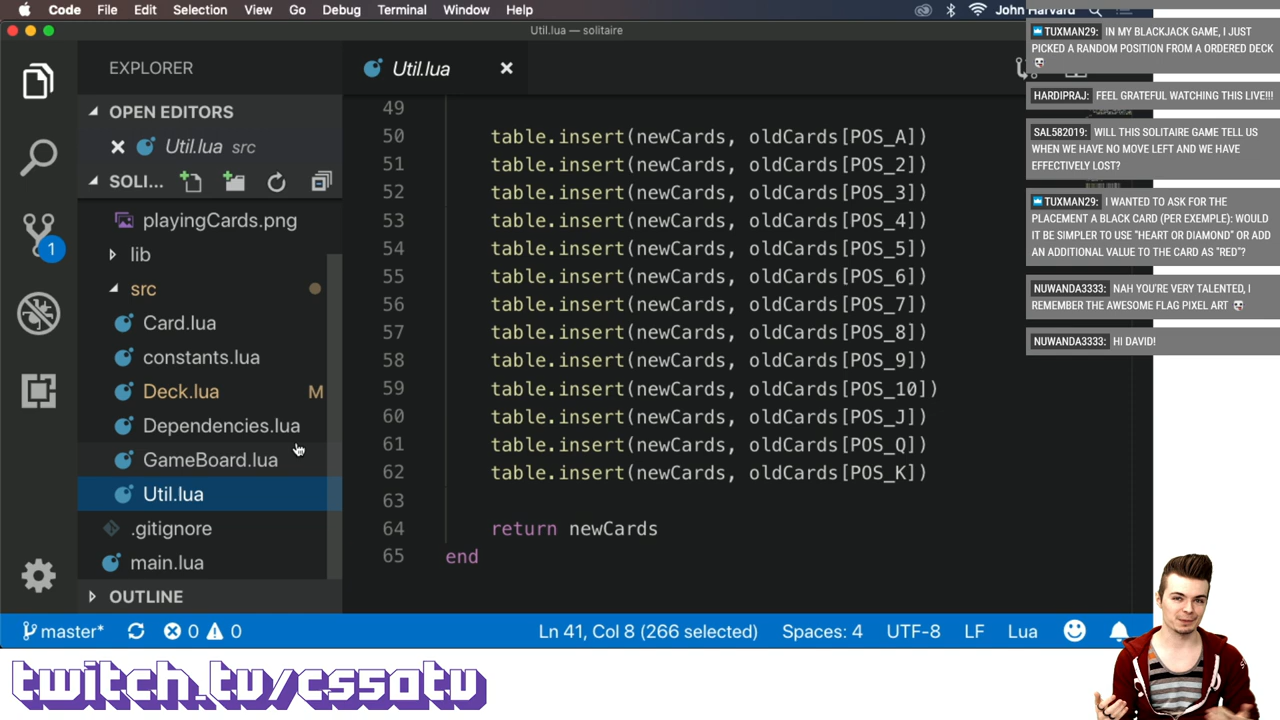 Code File Edit Selection View Go Debug Terminal Window Help John Harvard
Util.lua — solitaire
EXPLORER
OPEN EDITORS
Util.lua src
SOLI...
playingCards.png
lib
src
Card.lua
constants.lua
Deck.lua M
Dependencies.lua
GameBoard.lua
Util.lua
.gitignore
main.lua
OUTLINE
1
Util.lua
49
50 table.insert(newCards, oldCards[POS_A])
51 table.insert(newCards, oldCards[POS_2])
52 table.insert(newCards, oldCards[POS_3])
53 table.insert(newCards, oldCards[POS_4])
54 table.insert(newCards, oldCards[POS_5])
55 table.insert(newCards, oldCards[POS_6])
56 table.insert(newCards, oldCards[POS_7])
57 table.insert(newCards, oldCards[POS_8])
58 table.insert(newCards, oldCards[POS_9])
59 table.insert(newCards, oldCards[POS_10])
60 table.insert(newCards, oldCards[POS_J])
61 table.insert(newCards, oldCards[POS_Q])
62 table.insert(newCards, oldCards[POS_K])
63
64 return newCards
65 end
master* 0 0 Ln 41, Col 8 (266 selected) Spaces: 4 UTF-8 LF Lua
TUXMAN29: IN MY BLACKJACK GAME, I JUST
PICKED A RANDOM POSITION FROM A ORDERED DECK
HARDIPRAJ: FEEL GRATEFUL WATCHING THIS LIVE!!!
SAL582019: WILL THIS SOLITAIRE GAME TELL US
WHEN WE HAVE NO MOVE LEFT AND WE HAVE
EFFECTIVELY LOST?
TUXMAN29: I WANTED TO ASK FOR THE
PLACEMENT A BLACK CARD (PER EXEMPLE): WOULD
IT BE SIMPLER TO USE "HEART OR DIAMOND" OR ADD
AN ADDITIONAL VALUE TO THE CARD AS "RED"?
NUWANDA3333: NAH YOU'RE VERY TALENTED, I
REMEMBER THE AWESOME FLAG PIXEL ART
NUWANDA3333: HI DAVID!
twitch.tv/cs50tv